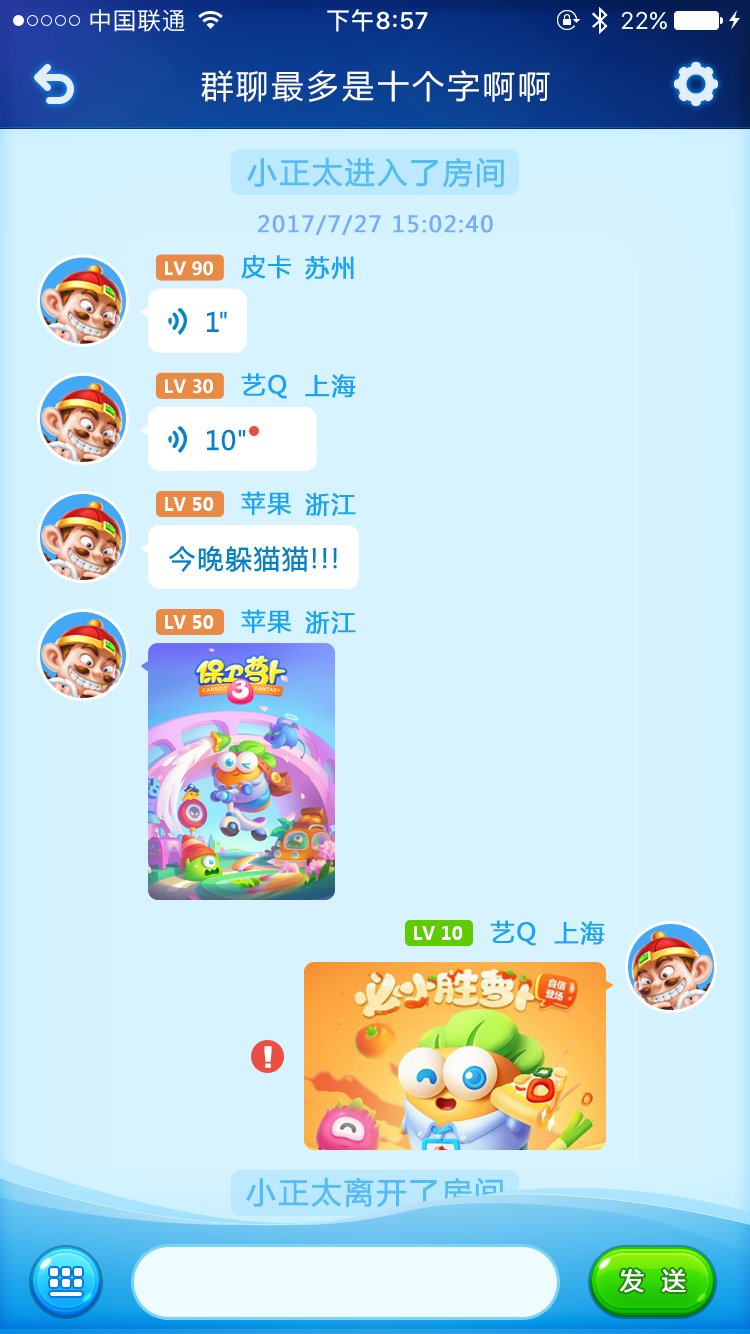 中国联通 下午8:57 22%
群聊最多是十个字啊啊
小正太进入了房间
2017/7/27 15:02:40
LV 90 皮卡 苏州
1"
LV 30 艺Q 上海
10"
LV 50 苹果 浙江
今晚躲猫猫!!!
LV 50 苹果 浙江
保卫萝卜
CARROT 3 FANTASY
LV 10 艺Q 上海
必胜小萝卜
自信
登场
小正太离开了房间
发送